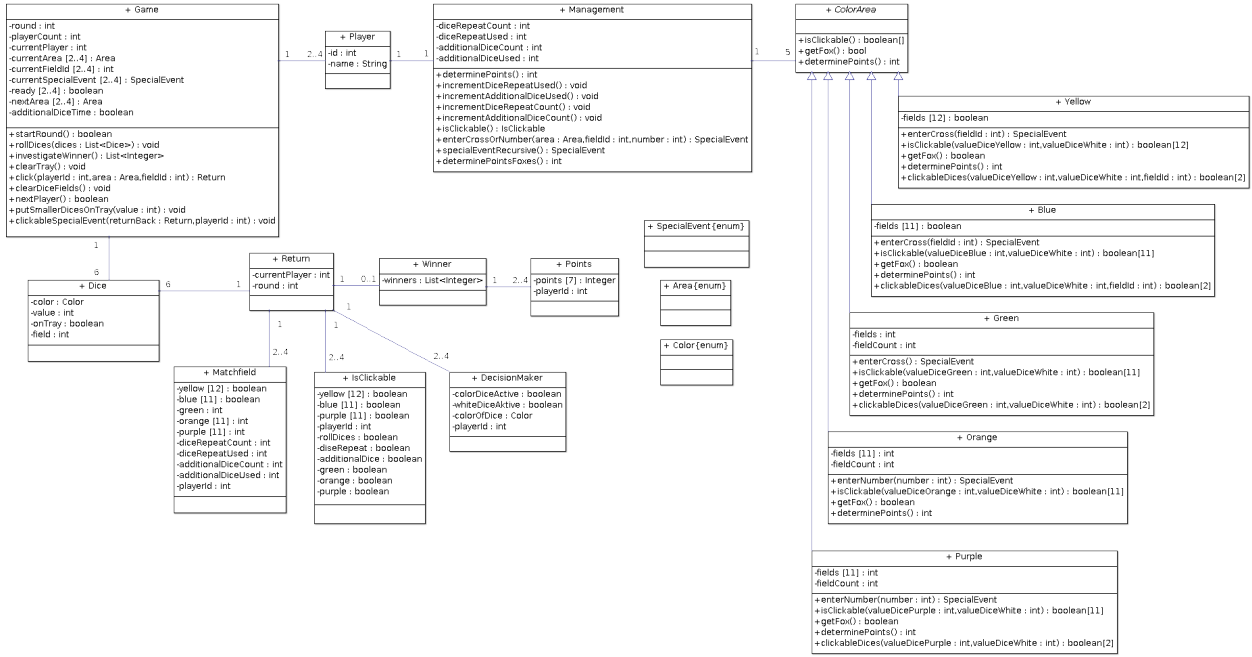 + Game
-round : int
-playerCount : int
-currentPlayer : int
-currentArea [2..4] : Area
-currentFieldId [2..4] : int
-currentSpecialEvent [2..4] : SpecialEvent
-ready [2..4] : boolean
-nextArea [2..4] : Area
-additionalDiceTime : boolean
+startRound() : boolean
+rollDices(dices : List<Dice>) : void
+investigateWinner() : List<Integer>
+clearTray() : void
+click(playerId : int,area : Area,fieldId : int) : Return
+clearDiceFields() : void
+nextPlayer() : boolean
+putSmallerDicesOnTray(value : int) : void
+clickableSpecialEvent(returnBack : Return,playerId : int) : void
1
2..4
+ Player
-id : int
-name : String
1
1
+ Management
-diceRepeatCount : int
-diceRepeatUsed : int
-additionalDiceCount : int
-additionalDiceUsed : int
+determinePoints() : int
+incrementDiceRepeatUsed() : void
+incrementAdditionalDiceUsed() : void
+incrementDiceRepeatCount() : void
+incrementAdditionalDiceCount() : void
+isClickable() : IsClickable
+enterCrossOrNumber(area : Area,fieldId : int,number : int) : SpecialEvent
+specialEventRecursive() : SpecialEvent
+determinePointsFoxes() : int
1
5
+ ColorArea
+isClickable() : boolean[]
+getFox() : bool
+determinePoints() : int
+ Yellow
-fields [12] : boolean
+enterCross(fieldId : int) : SpecialEvent
+isClickable(valueDiceYellow : int,valueDiceWhite : int) : boolean[12]
+getFox() : boolean
+determinePoints() : int
+clickableDices(valueDiceYellow : int,valueDiceWhite : int,fieldId : int) : boolean[2]
+ Blue
-fields [11] : boolean
+enterCross(fieldId : int) : SpecialEvent
+isClickable(valueDiceBlue : int,valueDiceWhite : int) : boolean[11]
+getFox() : boolean
+determinePoints() : int
+clickableDices(valueDiceBlue : int,valueDiceWhite : int,fieldId : int) : boolean[2]
+ Green
-fields : int
-fieldCount : int
+enterCross() : SpecialEvent
+isClickable(valueDiceGreen : int,valueDiceWhite : int) : boolean[11]
+getFox() : boolean
+determinePoints() : int
+clickableDices(valueDiceGreen : int,valueDiceWhite : int) : boolean[2]
+ Orange
-fields [11] : int
-fieldCount : int
+enterNumber(number : int) : SpecialEvent
+isClickable(valueDiceOrange : int,valueDiceWhite : int) : boolean[11]
+getFox() : boolean
+determinePoints() : int
+ Purple
-fields [11] : int
-fieldCount : int
+enterNumber(number : int) : SpecialEvent
+isClickable(valueDicePurple : int,valueDiceWhite : int) : boolean[11]
+getFox() : boolean
+determinePoints() : int
+clickableDices(valueDicePurple : int,valueDiceWhite : int) : boolean[2]
+ SpecialEvent{enum}
+ Area{enum}
+ Color{enum}
1
6
+ Dice
-color : Color
-value : int
-onTray : boolean
-field : int
6
1
+ Return
-currentPlayer : int
-round : int
1
0..1
+ Winner
-winners : List<Integer>
1
2..4
+ Points
-points [7] : Integer
-playerId : int
1
2..4
1
2..4
1
2..4
+ Matchfield
-yellow [12] : boolean
-blue [11] : boolean
-green : int
-orange [11] : int
-purple [11] : int
-diceRepeatCount : int
-diceRepeatUsed : int
-additionalDiceCount : int
-additionalDiceUsed : int
-playerId : int
+ IsClickable
-yellow [12] : boolean
-blue [11] : boolean
-purple [11] : boolean
-playerId : int
-rollDices : boolean
-diseRepeat : boolean
-additionalDice : boolean
-green : boolean
-orange : boolean
-purple : boolean
+ DecisionMaker
-colorDiceActive : boolean
-whiteDiceAktive : boolean
-colorOfDice : Color
-playerId : int